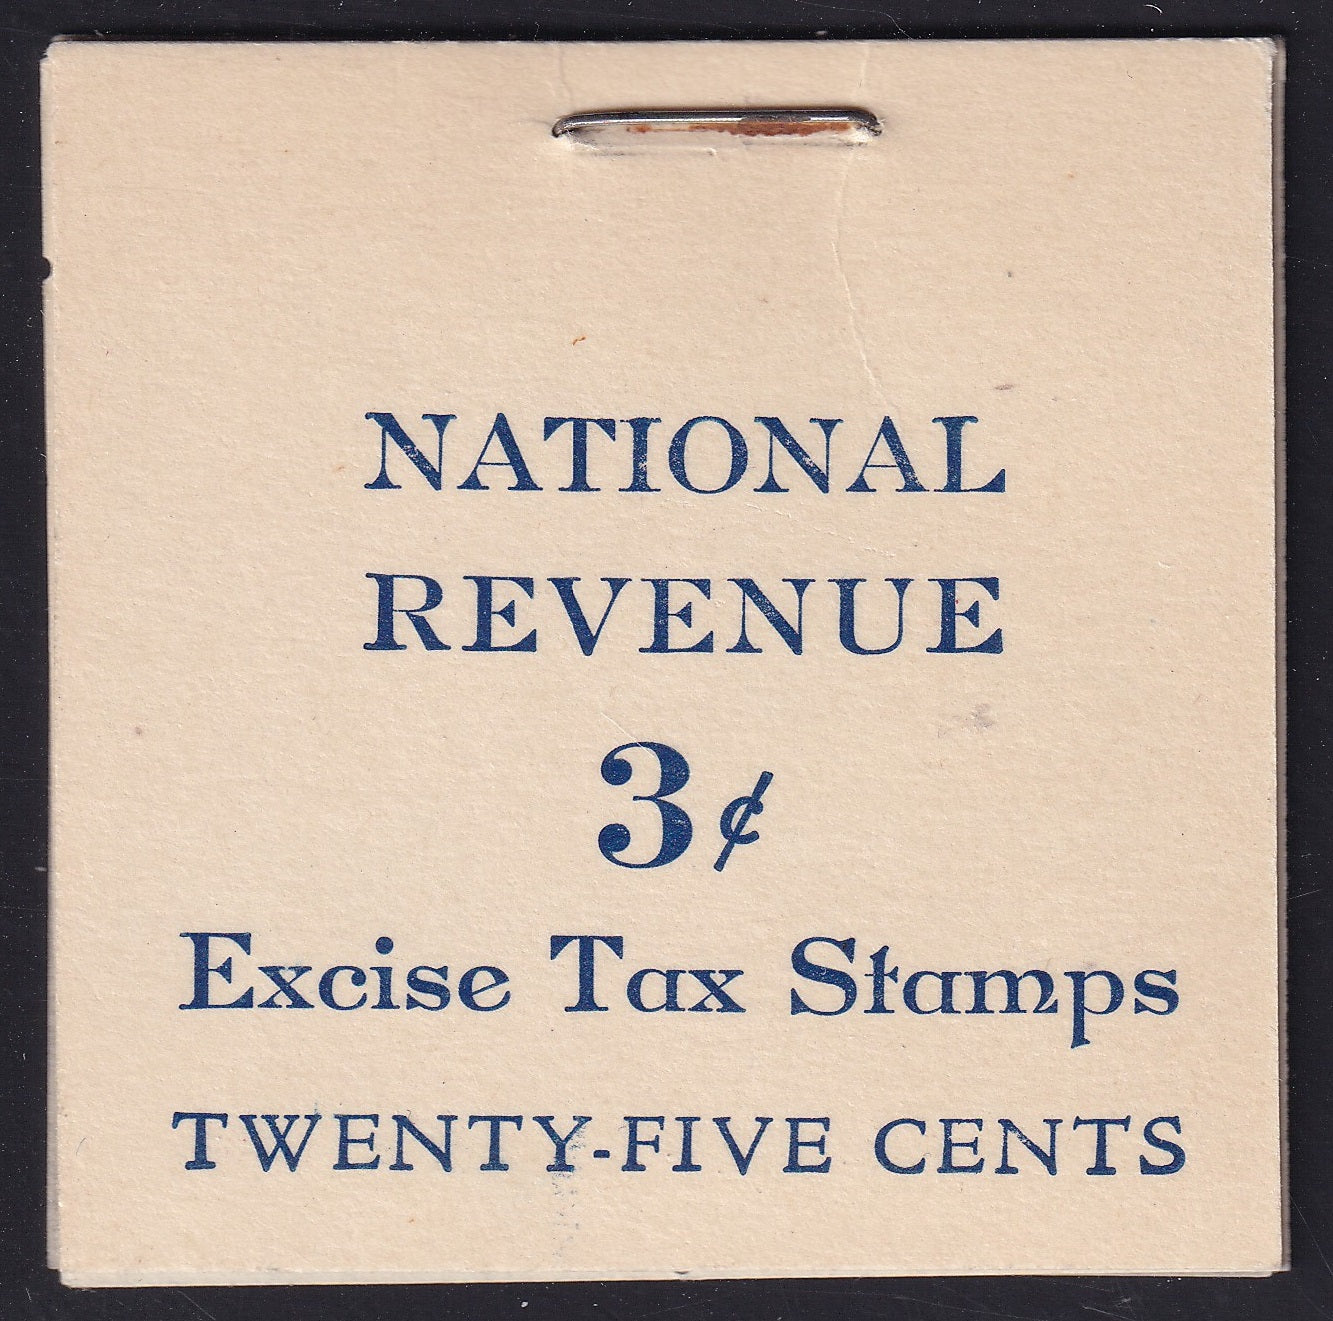 NATIONAL
REVENUE
3¢
Excise Tax Stamps
TWENTY-FIVE CENTS